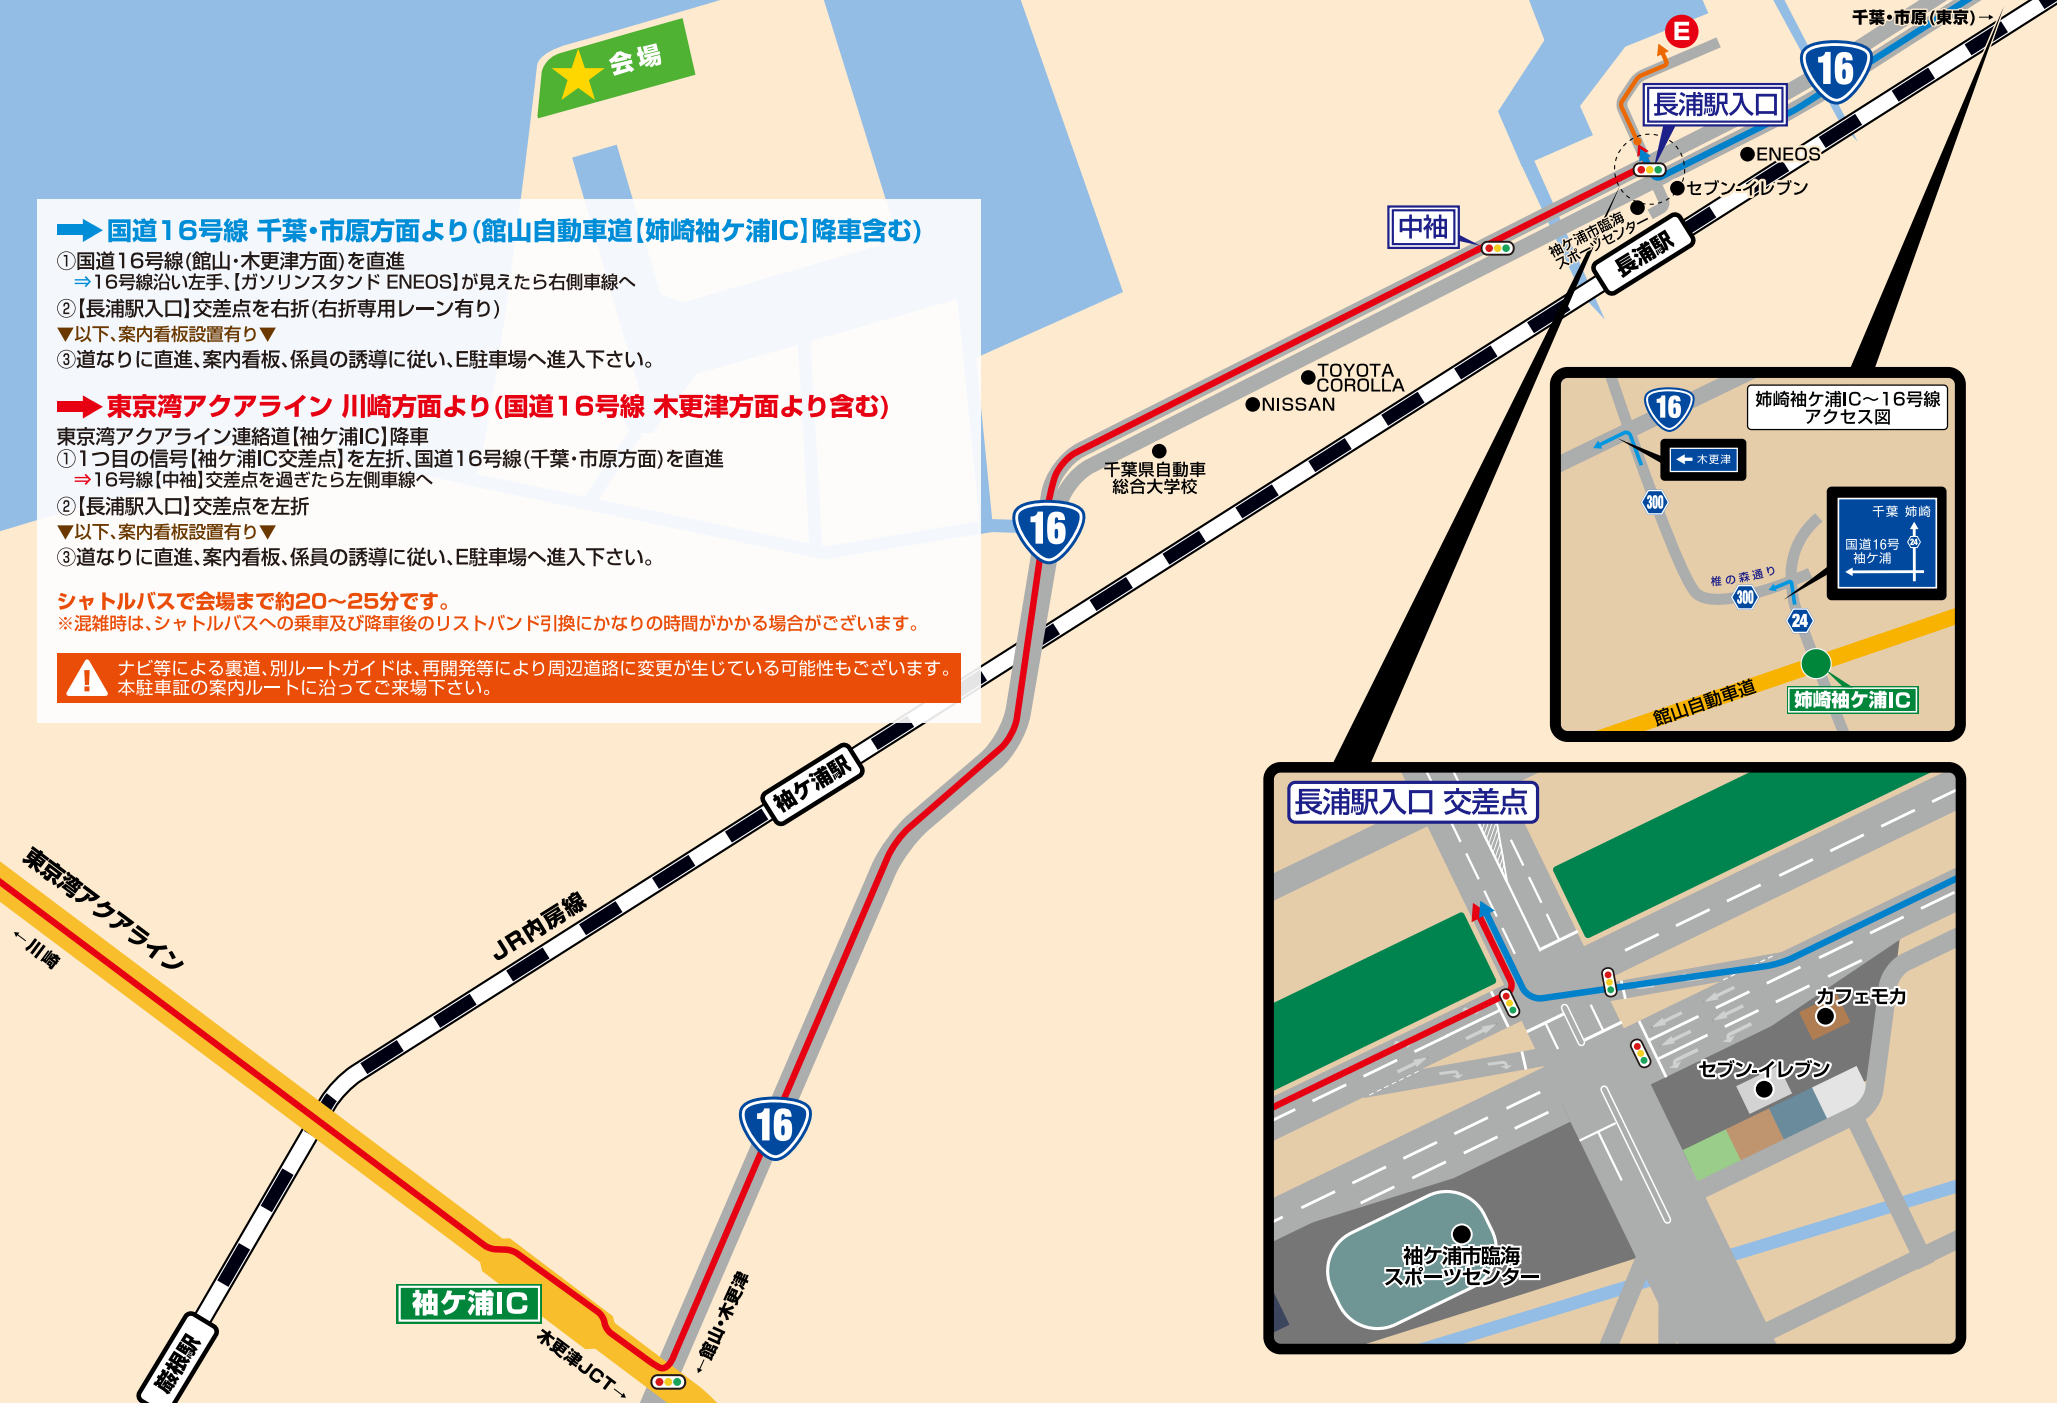 会場
国道16号線 千葉・市原方面より(館山自動車道【姉崎袖ケ浦IC】降車含む)
①国道16号線(館山・木更津方面)を直進
⇒16号線沿い左手、【ガソリンスタンド ENEOS】が見えたら右側車線へ
②【長浦駅入口】交差点を右折(右折専用レーン有り)
▼以下、案内看板設置有り▼
③道なりに直進、案内看板、係員の誘導に従い、E駐車場へ進入下さい。
東京湾アクアライン 川崎方面より(国道16号線 木更津方面より含む)
東京湾アクアライン連絡道【袖ケ浦IC】降車
①1つ目の信号【袖ケ浦IC交差点】を左折、国道16号線(千葉・市原方面)を直進
⇒16号線【中袖】交差点を過ぎたら左側車線へ
②【長浦駅入口】交差点を左折
▼以下、案内看板設置有り▼
③道なりに直進、案内看板、係員の誘導に従い、E駐車場へ進入下さい。
シャトルバスで会場まで約20〜25分です。
※混雑時は、シャトルバスへの乗車及び降車後のリストバンド引換にかなりの時間がかかる場合がございます。
ナビ等による裏道、別ルートガイドは、再開発等により周辺道路に変更が生じている可能性もございます。
本駐車証の案内ルートに沿ってご来場下さい。
千葉・市原(東京)→
E
16
長浦駅入口
ENEOS
セブン-イレブン
袖ケ浦市臨海
スポーツセンター
長浦駅
中袖
TOYOTA
COROLLA
NISSAN
千葉県自動車
総合大学校
16
姉崎袖ケ浦IC〜16号線
アクセス図
16
← 木更津
300
千葉 姉崎
24
国道16号
袖ケ浦
椎の森通り
300
24
館山自動車道
姉崎袖ケ浦IC
袖ケ浦駅
JR内房線
東京湾アクアライン
←川崎
16
袖ケ浦IC
木更津JCT→
←館山・木更津
巌根駅
長浦駅入口 交差点
カフェモカ
セブン-イレブン
袖ケ浦市臨海
スポーツセンター